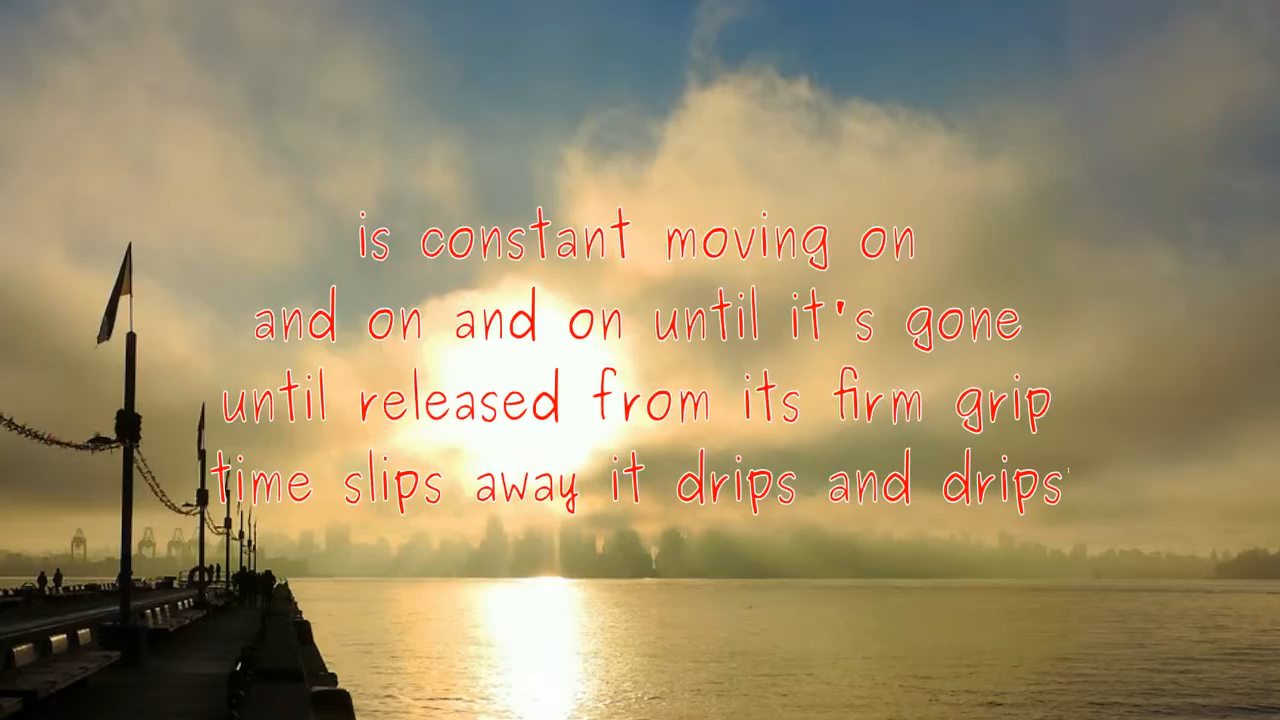 is constant moving on
and on and on until it's gone
until released from its firm grip
time slips away it drips and drips